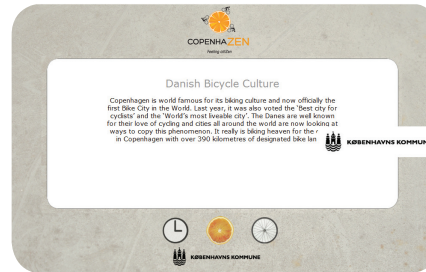 COPENHAZEN
Feeling citiZen
Danish Bicycle Culture
Copenhagen is world famous for its biking culture and now officially the
first Bike City in the World. Last year, it was also voted the 'Best city for
cyclists' and the 'World's most liveable city'. The Danes are well known
for their love of cycling and cities all around the world are now looking at
ways to copy this phenomenon. It really is biking heaven for the
in Copenhagen with over 390 kilometres of designated bike lan
KØBENHAVNS KOMMUN
KØBENHAVNS KOMMUNE